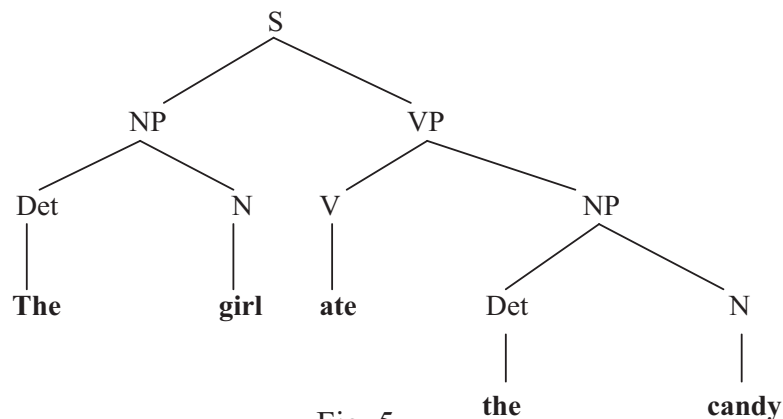 S
NP VP
Det N V NP
The girl ate Det N
the candy